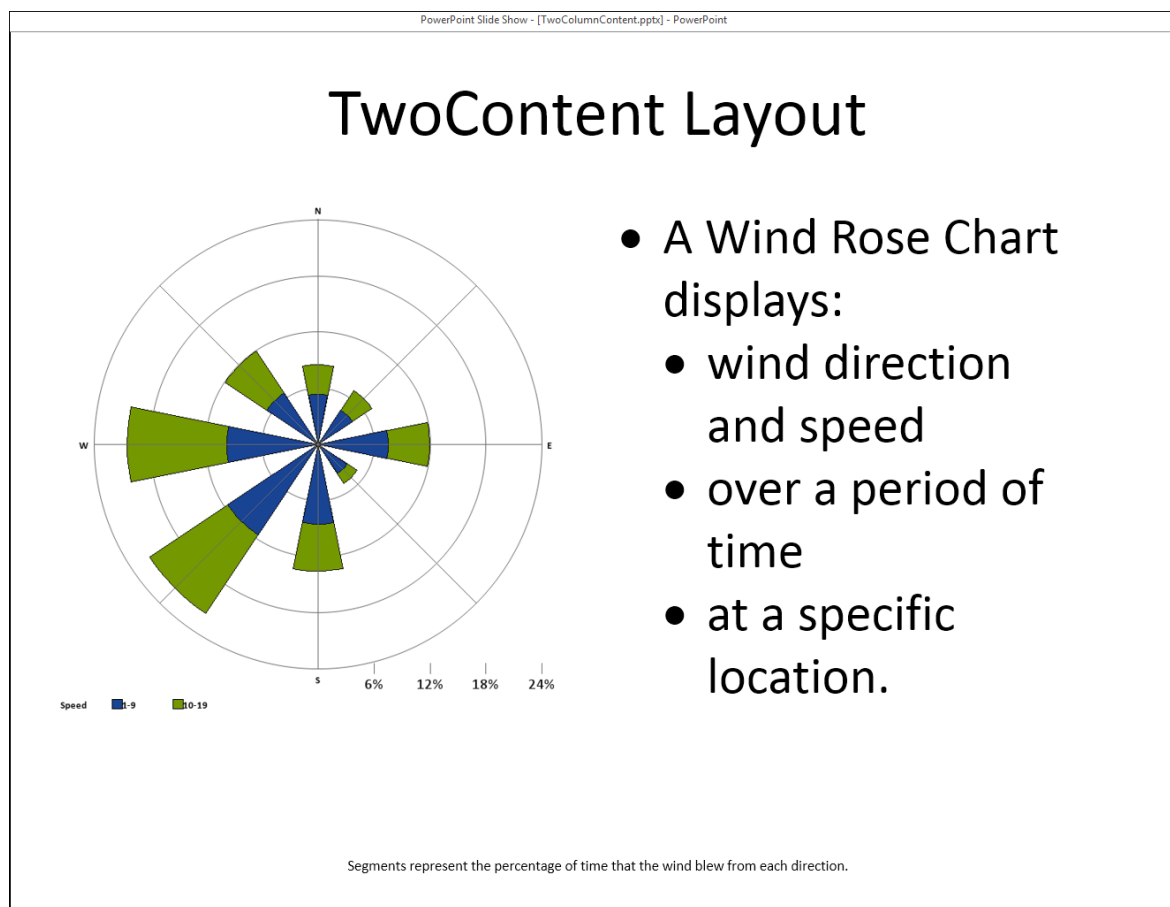 PowerPoint Slide Show - [TwoColumnContent.pptx] - PowerPoint
TwoContent Layout
N
W
E
S
6% 12% 18% 24%
Speed 1-9 10-19
• A Wind Rose Chart
displays:
• wind direction
and speed
• over a period of
time
• at a specific
location.
Segments represent the percentage of time that the wind blew from each direction.